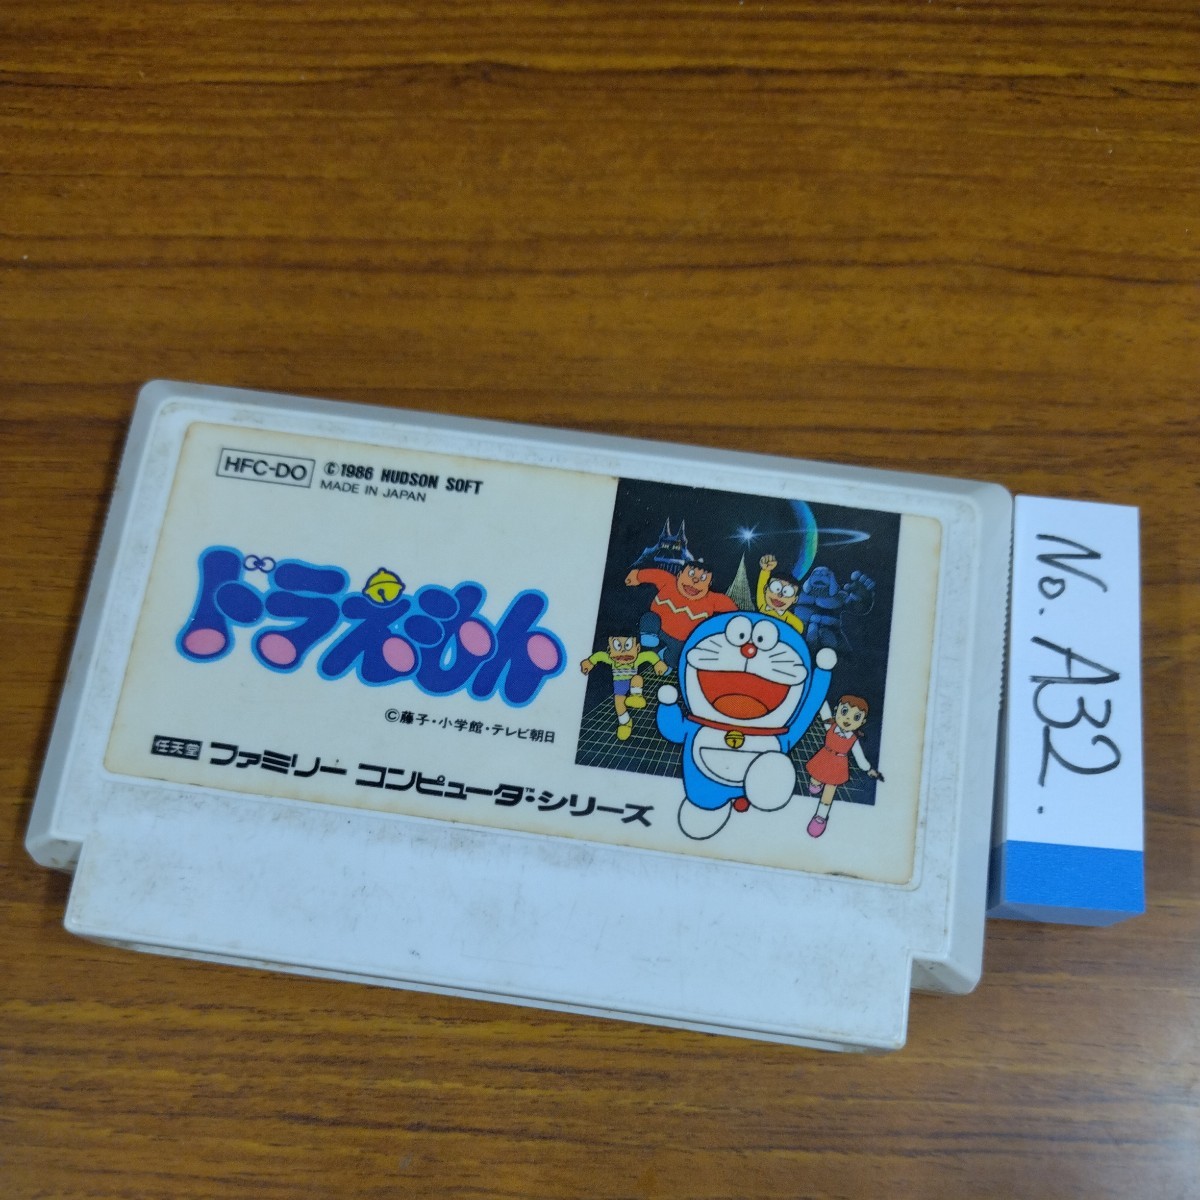 HFC-DO ©1986 HUDSON SOFT
MADE IN JAPAN
ドラえもん
©藤子・小学館・テレビ朝日
任天堂 ファミリー コンピュータ™シリーズ
No. A32.